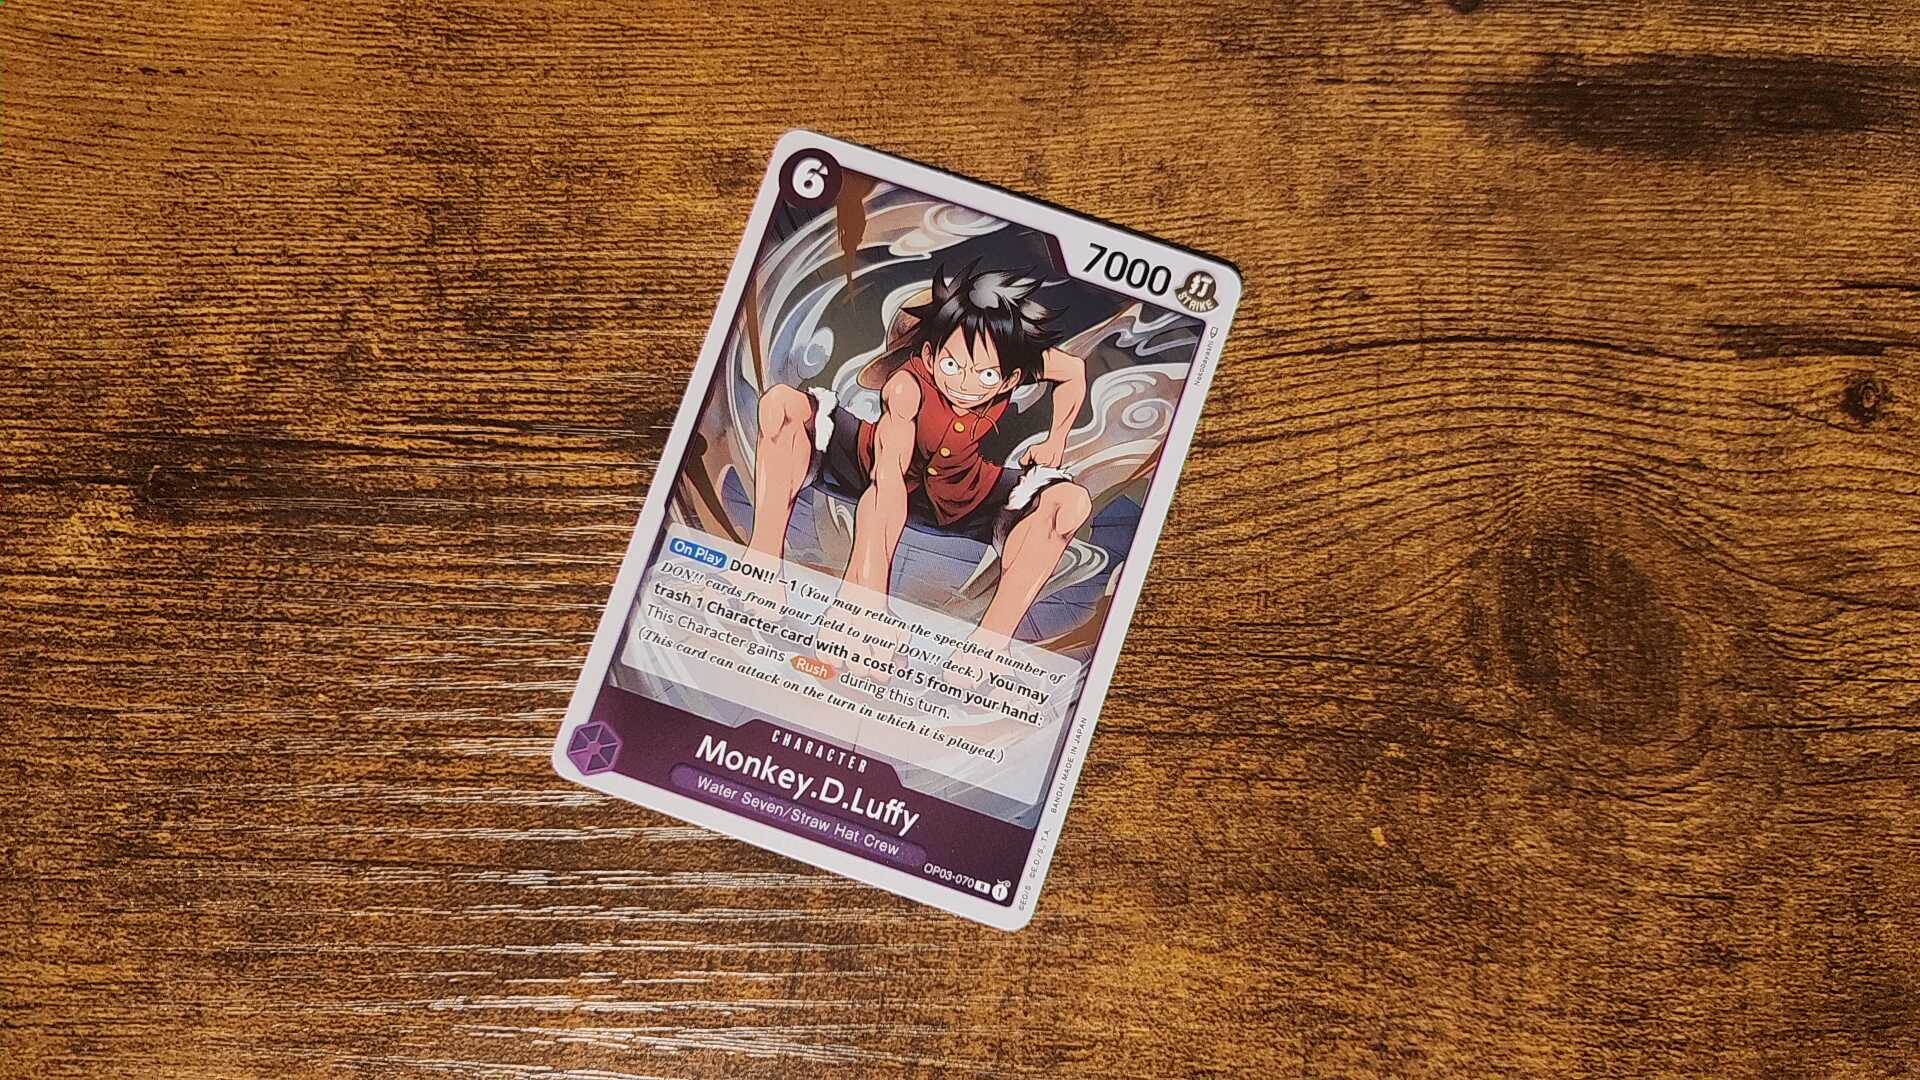 6
7000
打
STRIKE
Nekobayashi
On Play DON!! −1 (You may return the specified number of
DON!! cards from your field to your DON!! deck.) You may
trash 1 Character card with a cost of 5 from your hand:
This Character gains Rush during this turn.
(This card can attack on the turn in which it is played.)
CHARACTER
Monkey.D.Luffy
Water Seven/Straw Hat Crew
OP03-070 R 1
©E.O/S ©E.O./S., T.A. BANDAI MADE IN JAPAN